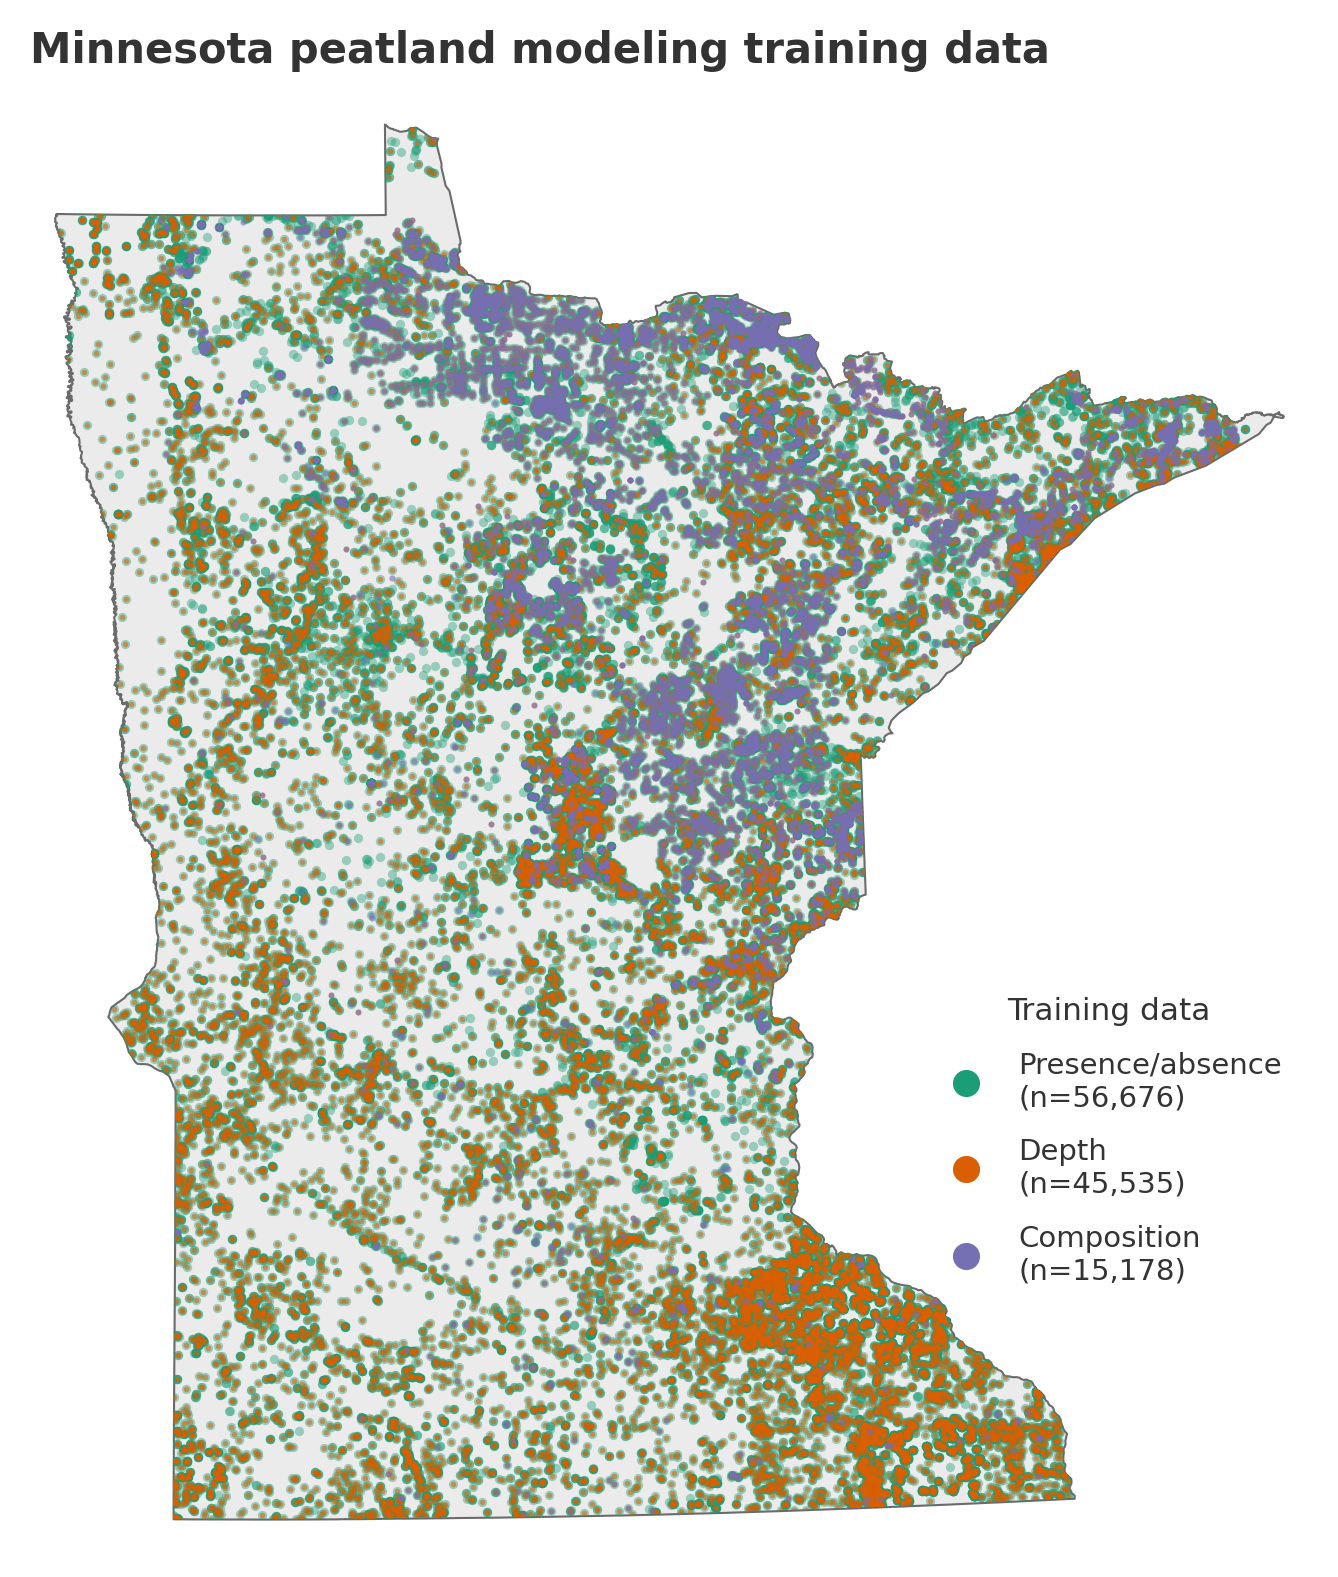 Minnesota peatland modeling training data
Training data
Presence/absence
(n=56,676)
Depth
(n=45,535)
Composition
(n=15,178)